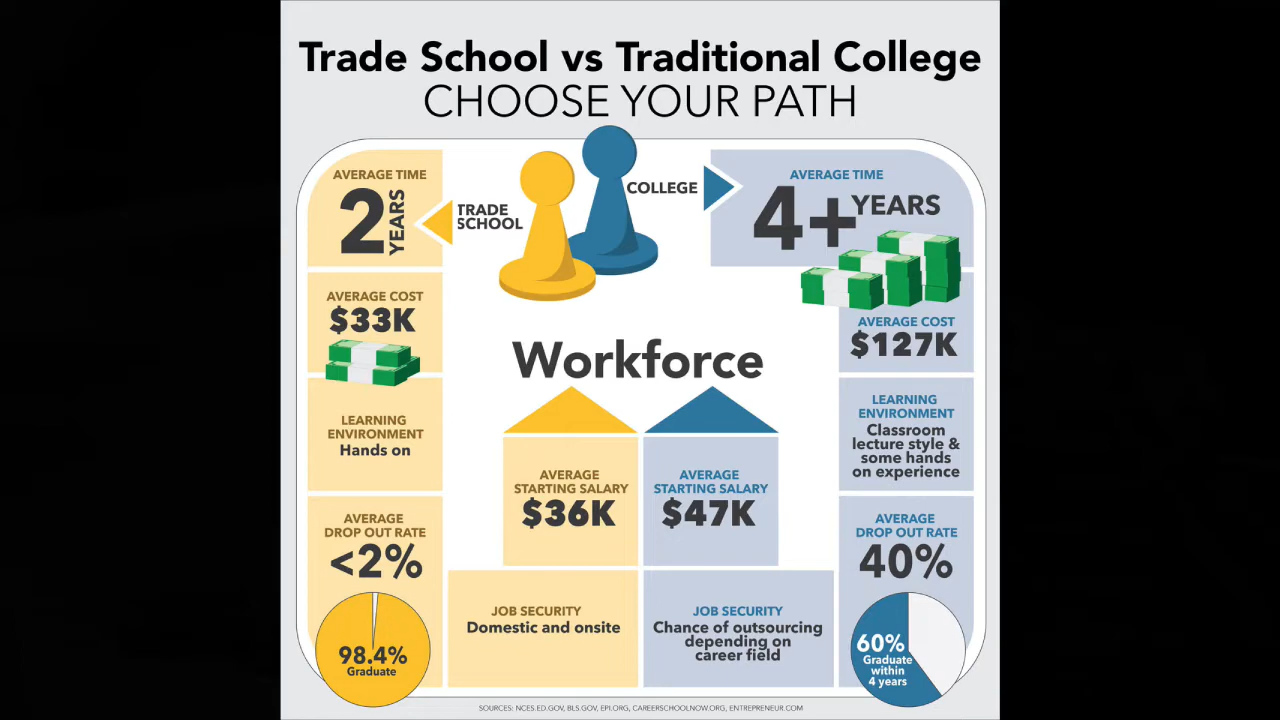 Trade School vs Traditional College
CHOOSE YOUR PATH
AVERAGE TIME
2 YEARS
TRADE
SCHOOL
COLLEGE
AVERAGE TIME
4+ YEARS
AVERAGE COST
$33K
AVERAGE COST
$127K
LEARNING
ENVIRONMENT
Hands on
LEARNING
ENVIRONMENT
Classroom
lecture style &
some hands
on experience
AVERAGE
DROP OUT RATE
<2%
98.4%
Graduate
AVERAGE
DROP OUT RATE
40%
60%
Graduate
within
4 years
Workforce
AVERAGE
STARTING SALARY
$36K
AVERAGE
STARTING SALARY
$47K
JOB SECURITY
Domestic and onsite
JOB SECURITY
Chance of outsourcing
depending on
career field
SOURCES: NCES.ED.GOV, BLS.GOV, EPI.ORG, CAREERSCHOOLNOW.ORG, ENTREPRENEUR.COM